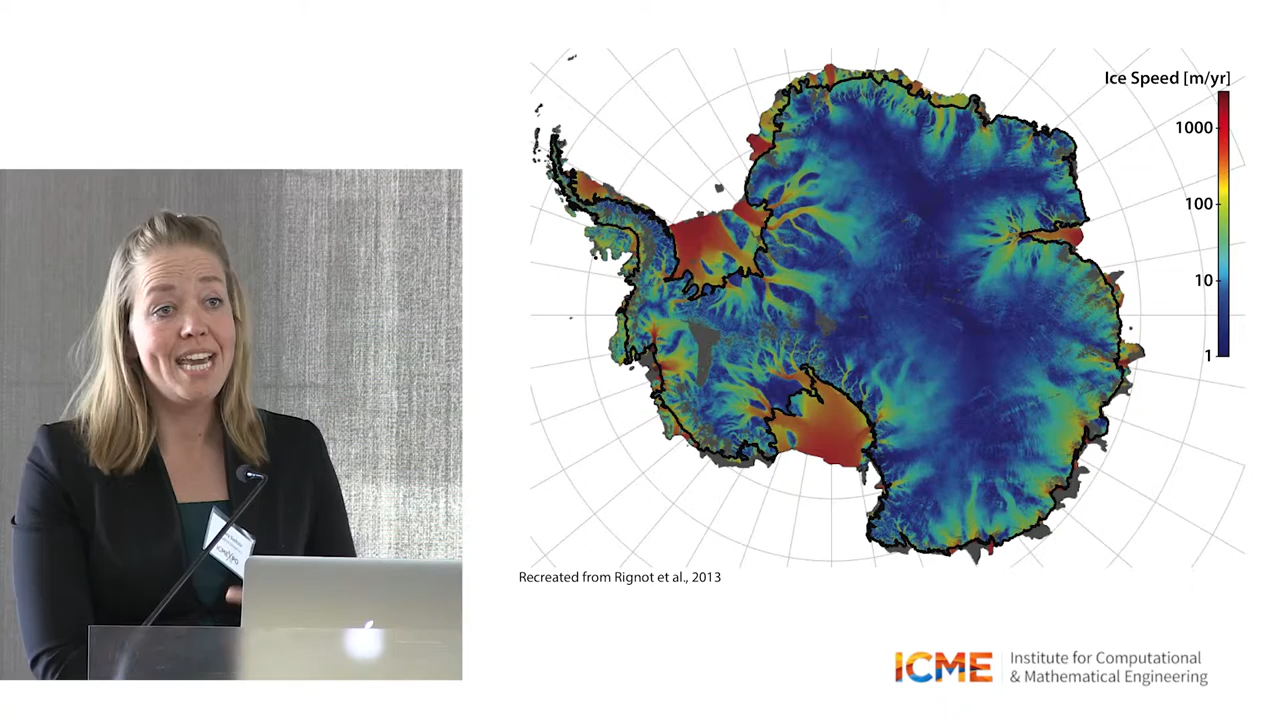 Ice Speed [m/yr]
1000
100
10
1
Recreated from Rignot et al., 2013
ICME
Institute for Computational
& Mathematical Engineering